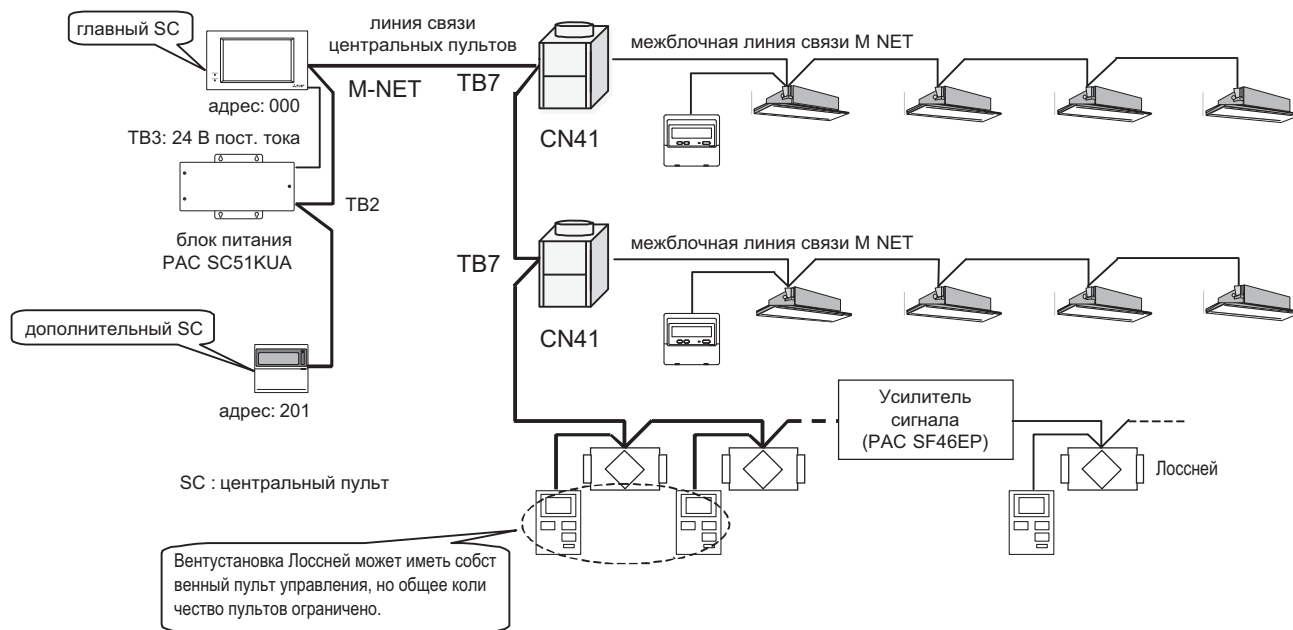 главный SC
линия связи
центральных пультов
межблочная линия связи M NET
M-NET
TB7
адрес: 000
CN41
TB3: 24 В пост. тока
TB2
блок питания
PAC SC51KUA
TB7
межблочная линия связи M NET
CN41
дополнительный SC
адрес: 201
Усилитель
сигнала
(PAC SF46EP)
Лоссней
SC : центральный пульт
Вентустановка Лоссней может иметь собст
венный пульт управления, но общее коли
чество пультов ограничено.